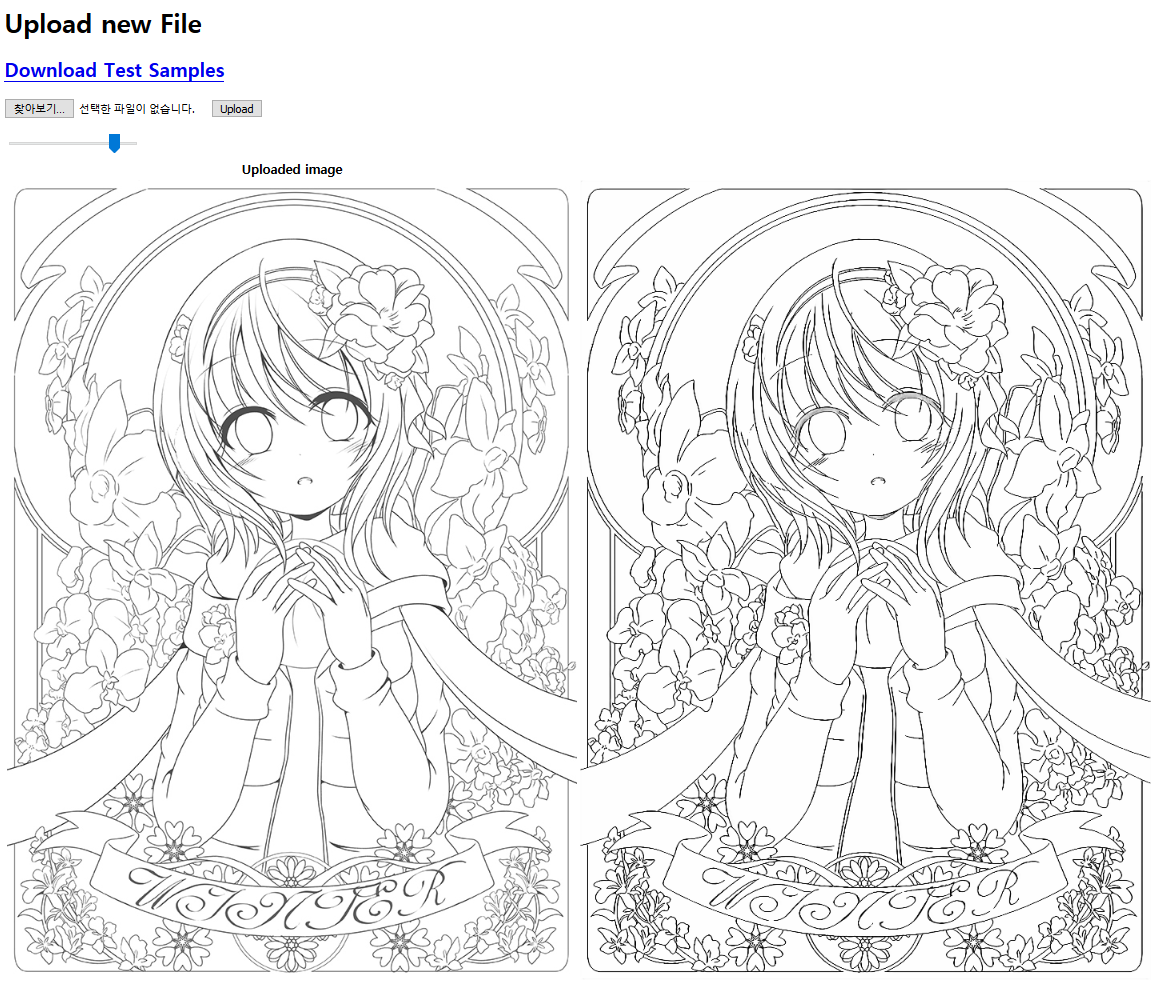 Upload new File
Download Test Samples
찾아보기... 선택한 파일이 없습니다. Upload
Uploaded image
WINTER WINTER